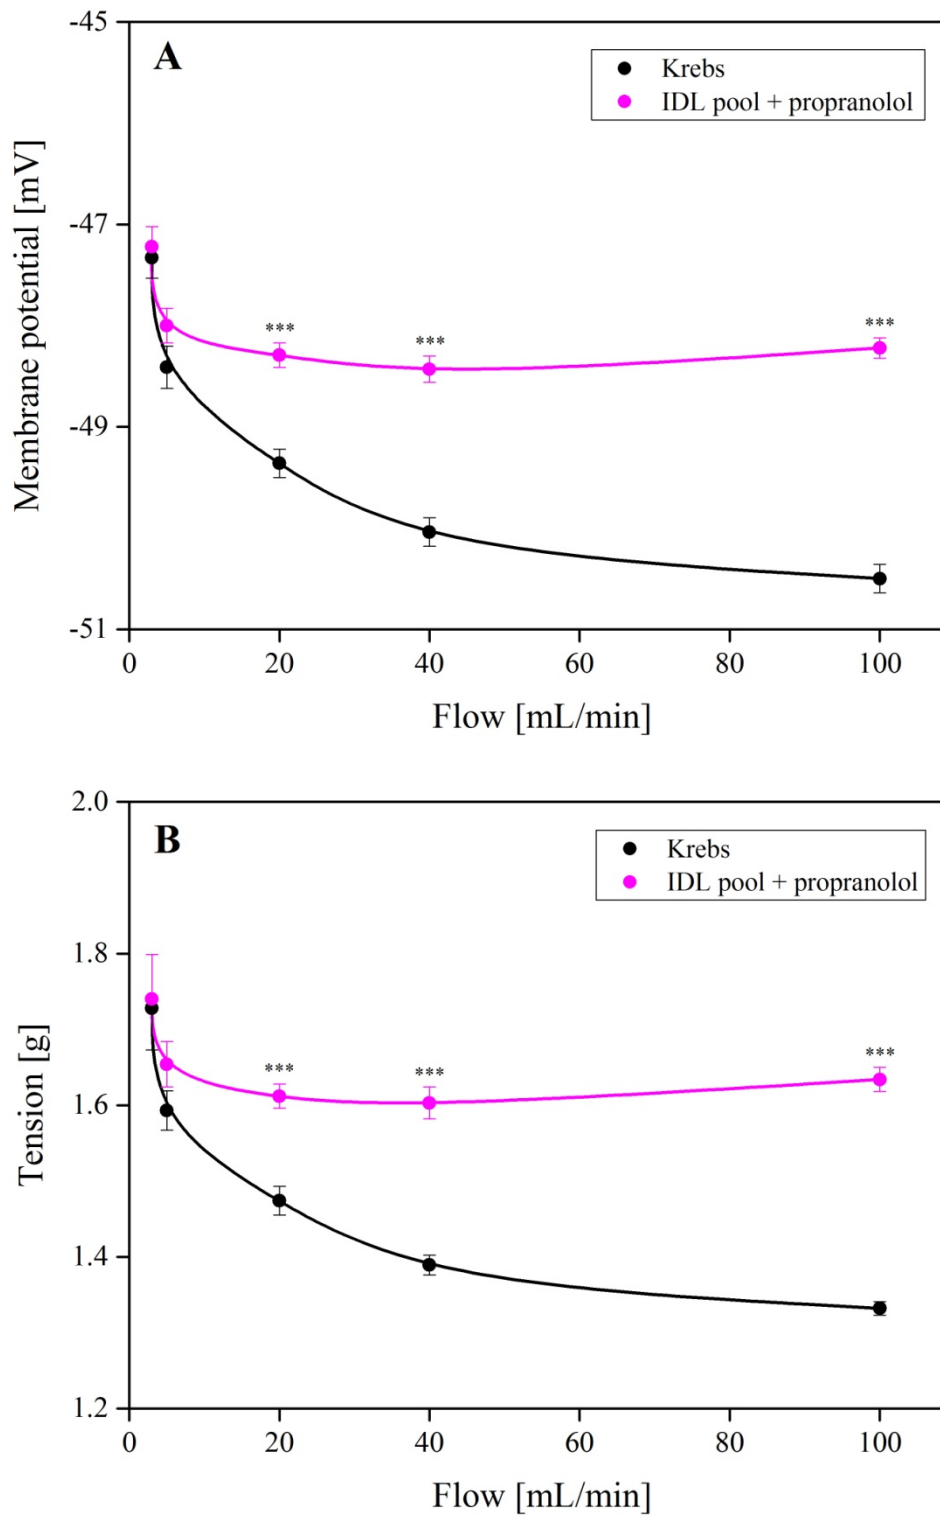 A
Krebs
IDL pool + propranolol
Membrane potential [mV]
-45
-47
-49
-51
0 20 40 60 80 100
Flow [mL/min]
***
***
***
B
Krebs
IDL pool + propranolol
Tension [g]
2.0
1.8
1.6
1.4
1.2
0 20 40 60 80 100
Flow [mL/min]
***
***
***